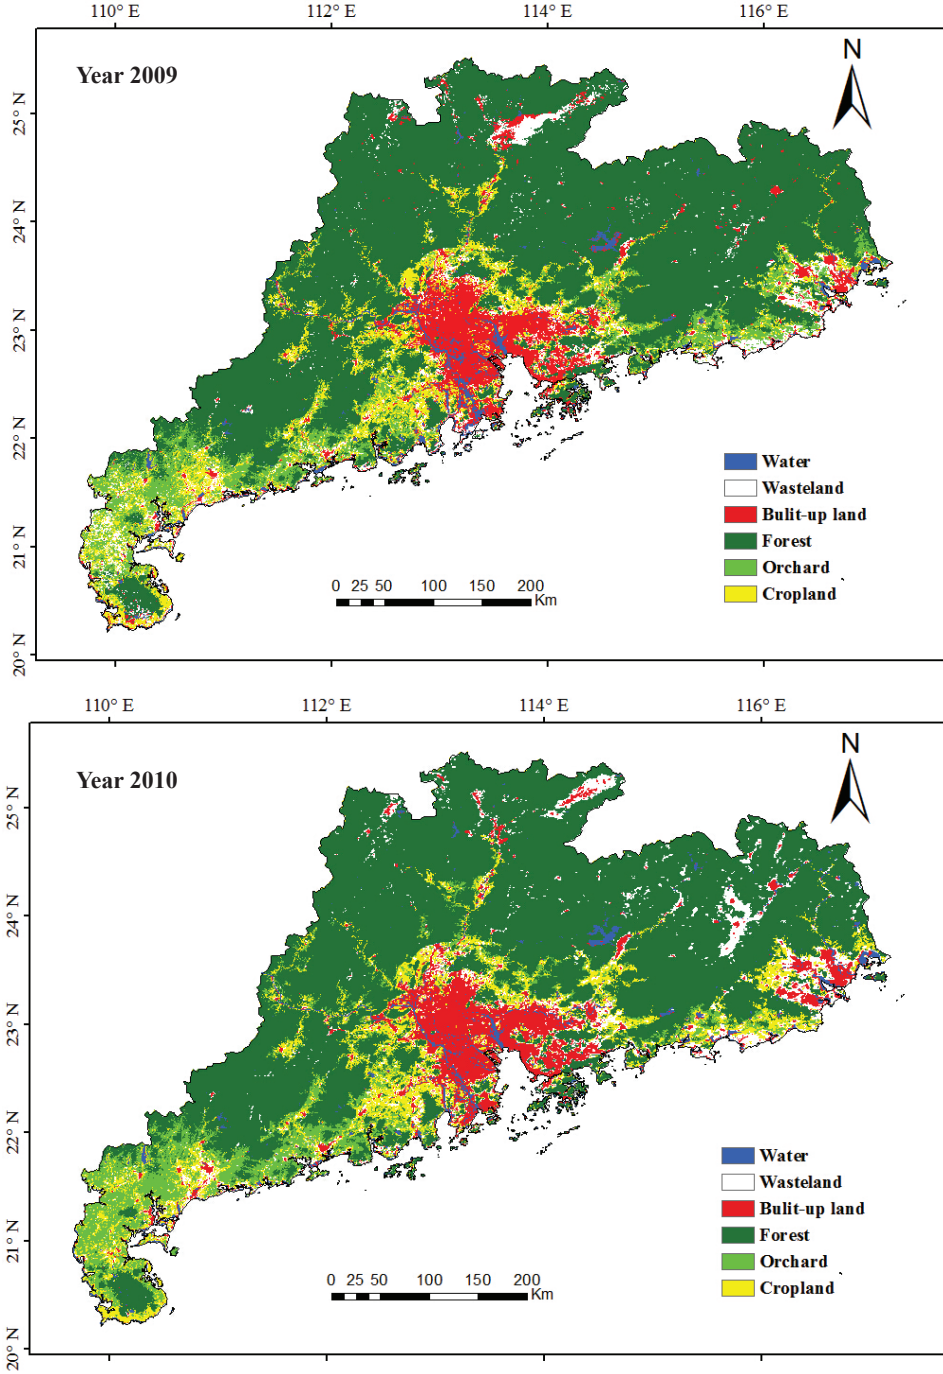 110° E 112° E 114° E 116° E
N
Year 2009
25° N
24° N
23° N
22° N
21° N
20° N
Water
Wasteland
Bulit-up land
Forest
Orchard
Cropland
0 25 50 100 150 200
Km
110° E 112° E 114° E 116° E
N
Year 2010
25° N
24° N
23° N
22° N
21° N
20° N
Water
Wasteland
Bulit-up land
Forest
Orchard
Cropland
0 25 50 100 150 200
Km